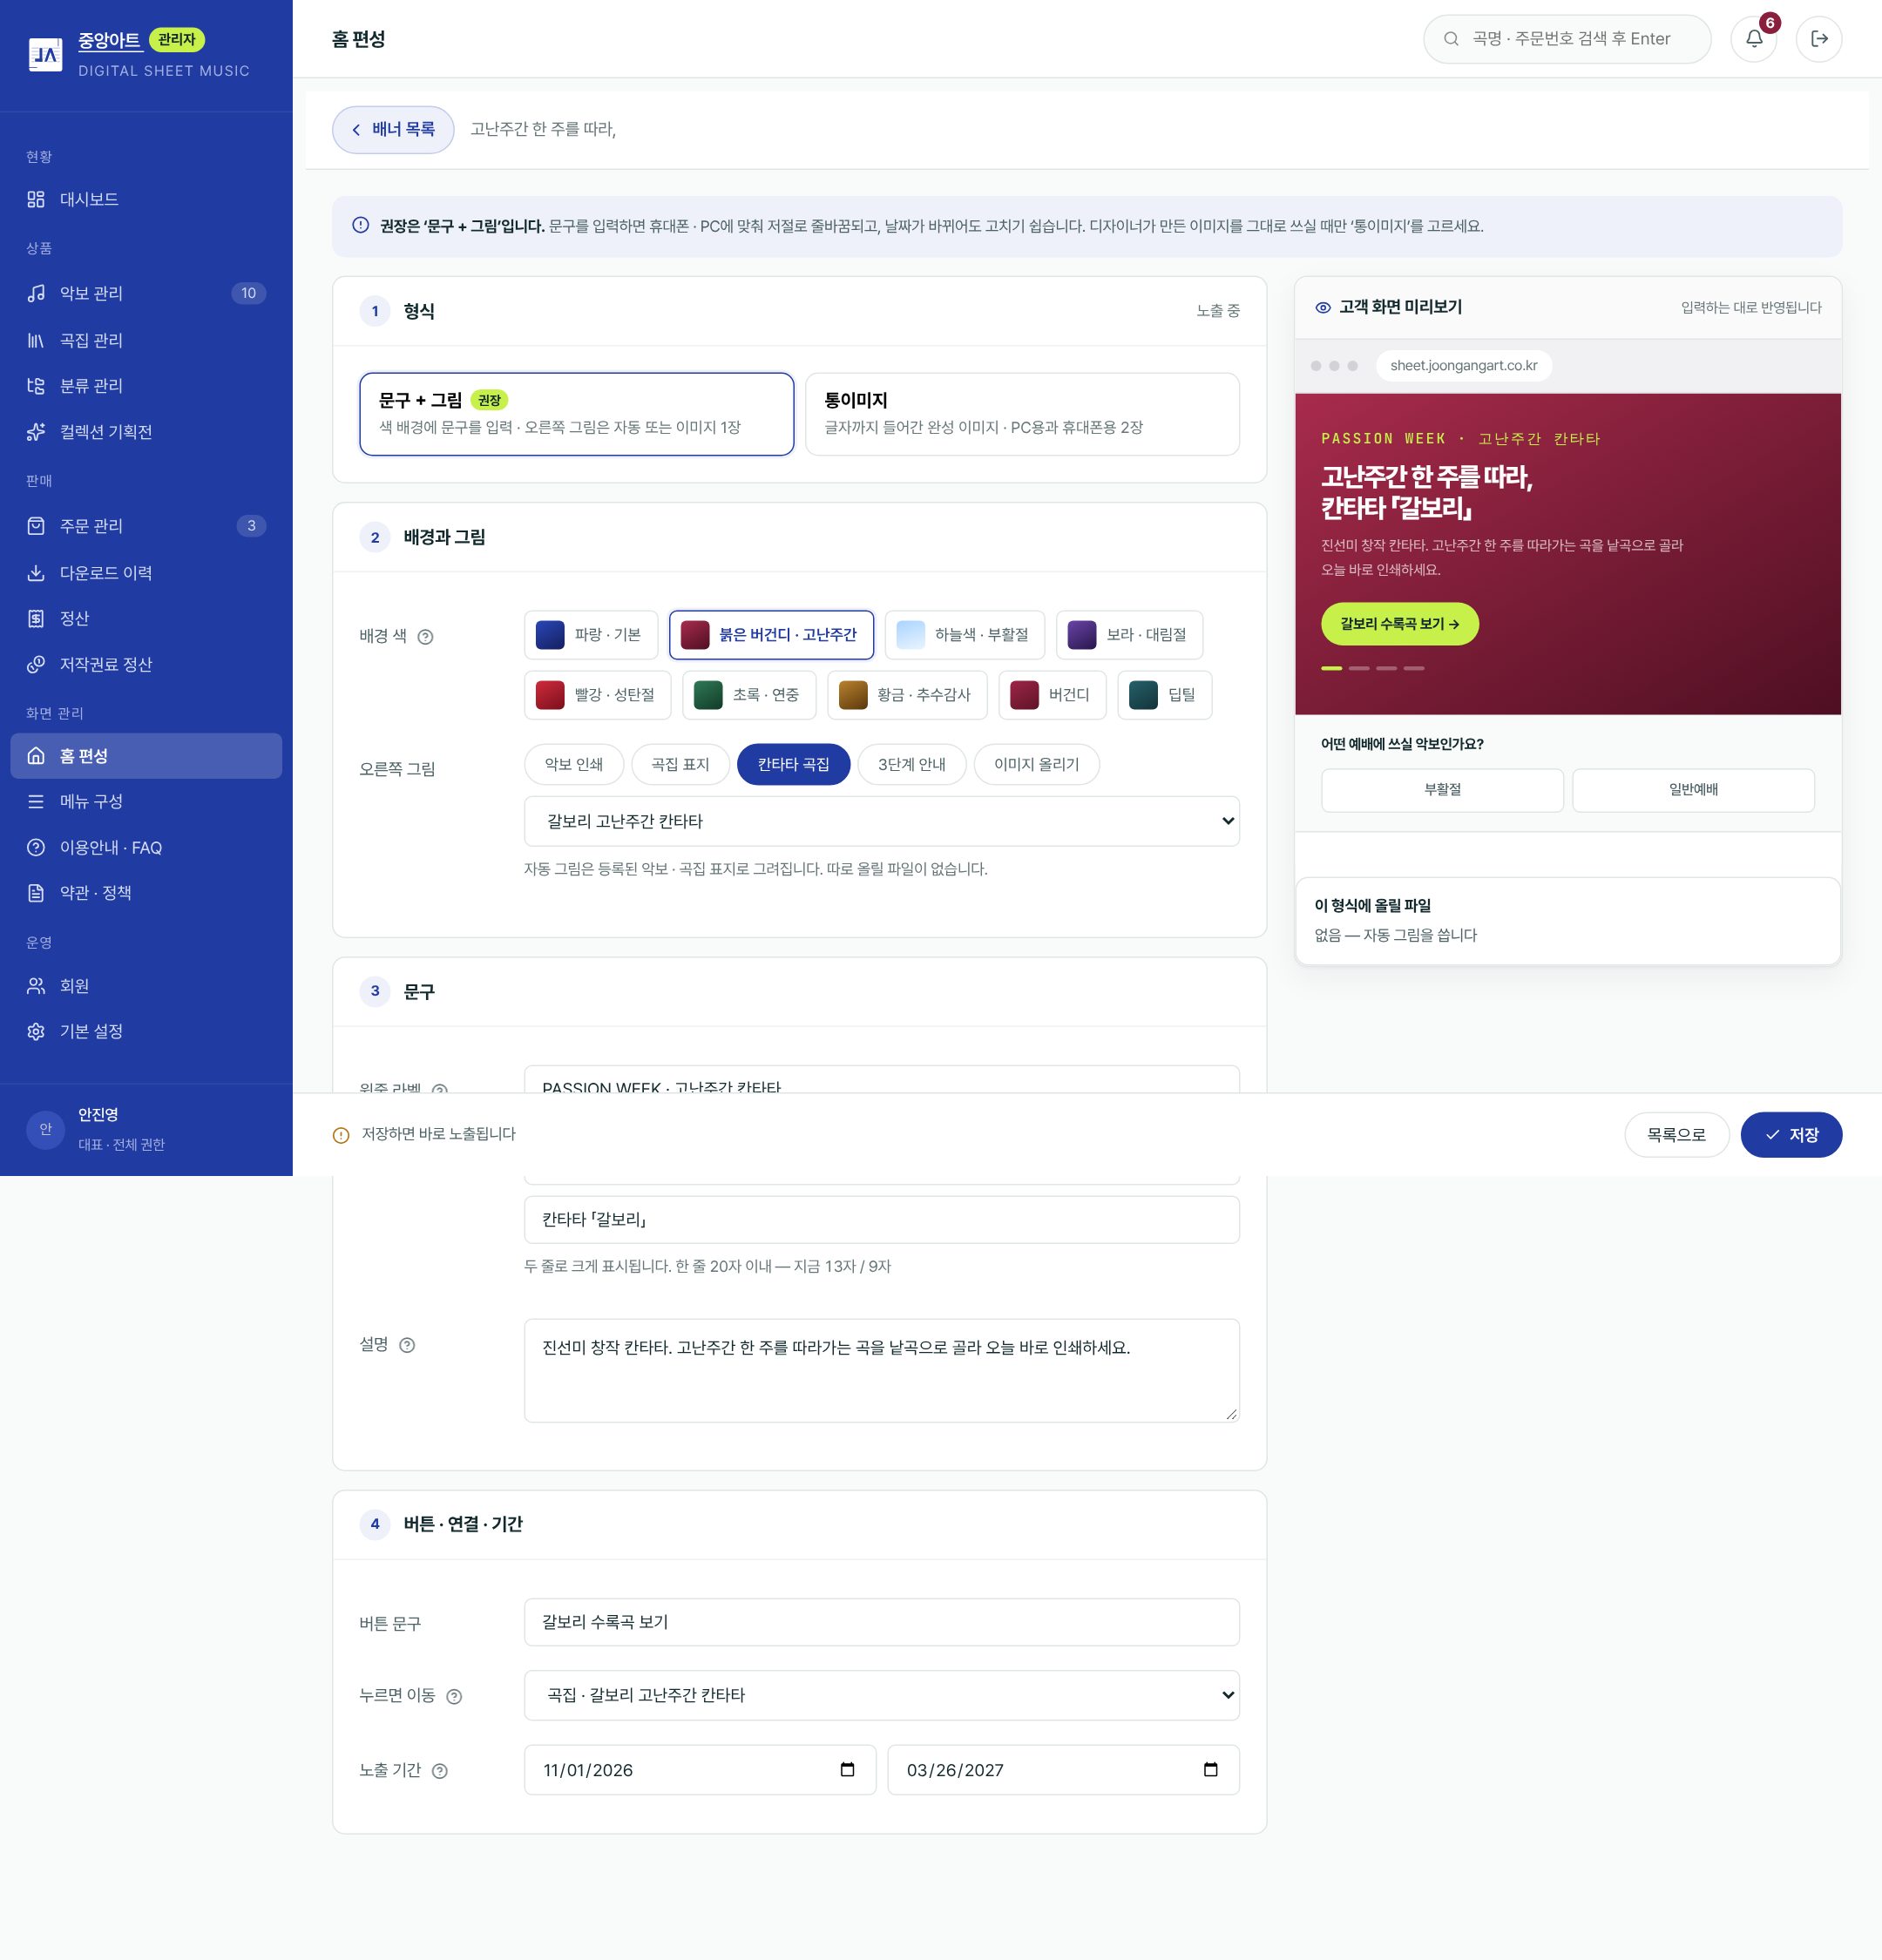 중앙아트 관리자
DIGITAL SHEET MUSIC
현황
대시보드
상품
악보 관리 10
곡집 관리
분류 관리
컬렉션 기획전
판매
주문 관리 3
다운로드 이력
정산
저작권료 정산
화면 관리
홈 편성
메뉴 구성
이용안내 · FAQ
약관 · 정책
운영
회원
기본 설정
안
안진영
대표 · 전체 권한
홈 편성
곡명 · 주문번호 검색 후 Enter
6
배너 목록
고난주간 한 주를 따라,
권장은 ‘문구 + 그림’입니다. 문구를 입력하면 휴대폰 · PC에 맞춰 저절로 줄바꿈되고, 날짜가 바뀌어도 고치기 쉽습니다. 디자이너가 만든 이미지를 그대로 쓰실 때만 ‘통이미지’를 고르세요.
1 형식 노출 중
문구 + 그림 권장
색 배경에 문구를 입력 · 오른쪽 그림은 자동 또는 이미지 1장
통이미지
글자까지 들어간 완성 이미지 · PC용과 휴대폰용 2장
2 배경과 그림
배경 색
파랑 · 기본
붉은 버건디 · 고난주간
하늘색 · 부활절
보라 · 대림절
빨강 · 성탄절
초록 · 연중
황금 · 추수감사
버건디
딥틸
오른쪽 그림
악보 인쇄
곡집 표지
칸타타 곡집
3단계 안내
이미지 올리기
갈보리 고난주간 칸타타
자동 그림은 등록된 악보 · 곡집 표지로 그려집니다. 따로 올릴 파일이 없습니다.
3 문구
윗줄 라벨
PASSION WEEK · 고난주간 칸타타
저장하면 바로 노출됩니다
목록으로
저장
칸타타 「갈보리」
두 줄로 크게 표시됩니다. 한 줄 20자 이내 — 지금 13자 / 9자
설명
진선미 창작 칸타타. 고난주간 한 주를 따라가는 곡을 낱곡으로 골라 오늘 바로 인쇄하세요.
4 버튼 · 연결 · 기간
버튼 문구
갈보리 수록곡 보기
누르면 이동
곡집 · 갈보리 고난주간 칸타타
노출 기간
11/01/2026
03/26/2027
고객 화면 미리보기
입력하는 대로 반영됩니다
sheet.joongangart.co.kr
PASSION WEEK · 고난주간 칸타타
고난주간 한 주를 따라,
칸타타 「갈보리」
진선미 창작 칸타타. 고난주간 한 주를 따라가는 곡을 낱곡으로 골라
오늘 바로 인쇄하세요.
갈보리 수록곡 보기 →
어떤 예배에 쓰실 악보인가요?
부활절
일반예배
이 형식에 올릴 파일
없음 — 자동 그림을 씁니다